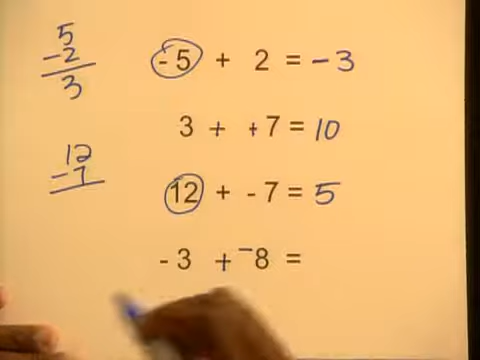 5
-2
3
-5 + 2 = -3
3 + +7 = 10
12
-7
12 + -7 = 5
-3 + -8 =